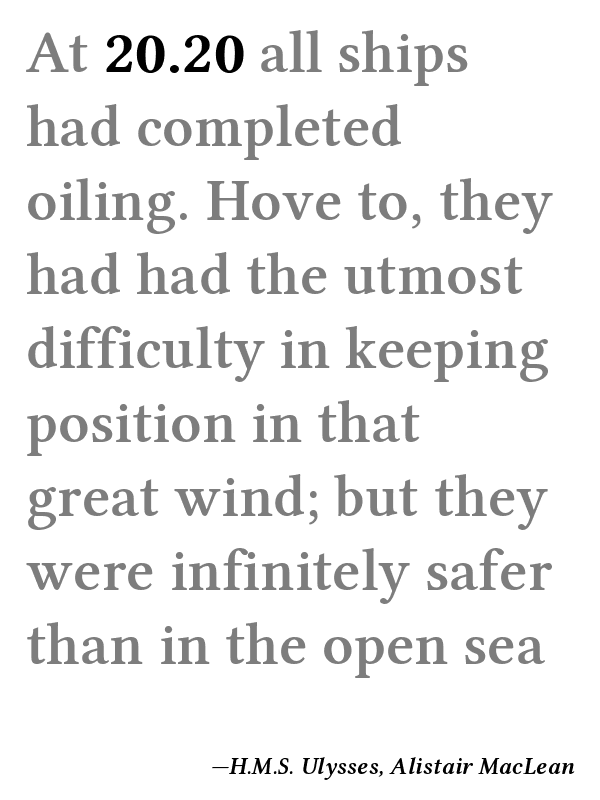 At 20.20 all ships
had completed
oiling. Hove to, they
had had the utmost
difficulty in keeping
position in that
great wind; but they
were infinitely safer
than in the open sea
—H.M.S. Ulysses, Alistair MacLean